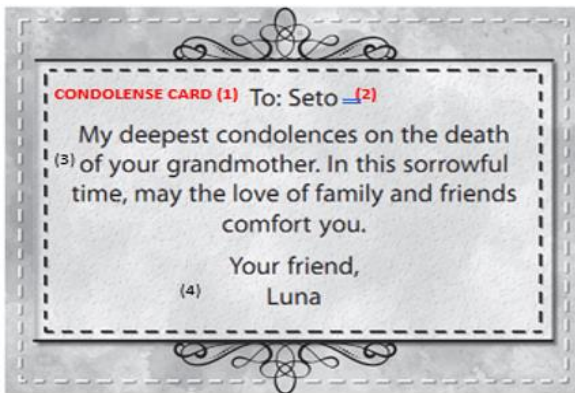 CONDOLENSE CARD (1) To: Seto (2)
My deepest condolences on the death
(3) of your grandmother. In this sorrowful
time, may the love of family and friends
comfort you.
Your friend,
(4) Luna